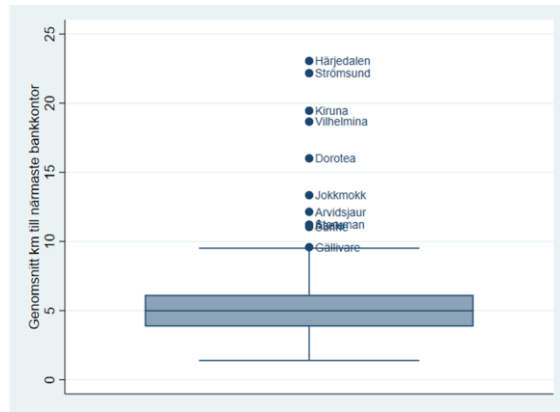 25
20
15
10
5
0
Genomsnitt km till närmaste bankkontor
Härjedalen
Strömsund
Kiruna
Vilhelmina
Dorotea
Jokkmokk
Arvidsjaur
Gällivare